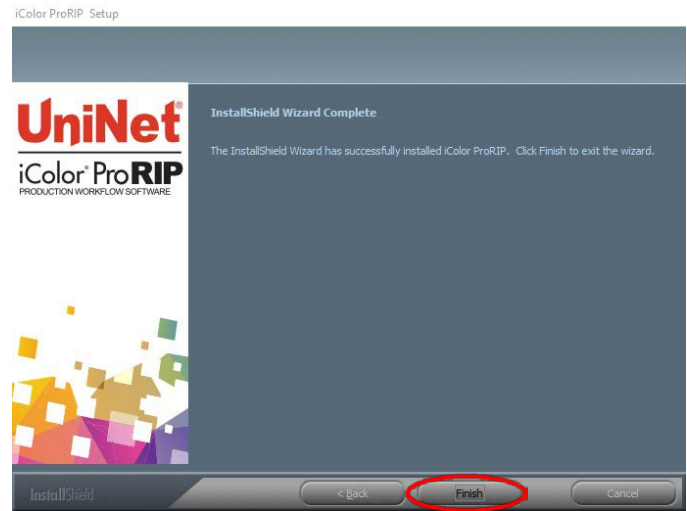 iColor ProRIP Setup
UniNet®
InstallShield Wizard Complete
The InstallShield Wizard has successfully installed iColor ProRIP. Click Finish to exit the wizard.
iColor® ProRIP
PRODUCTION WORKFLOW SOFTWARE
InstallShield
< Back
Finish
Cancel